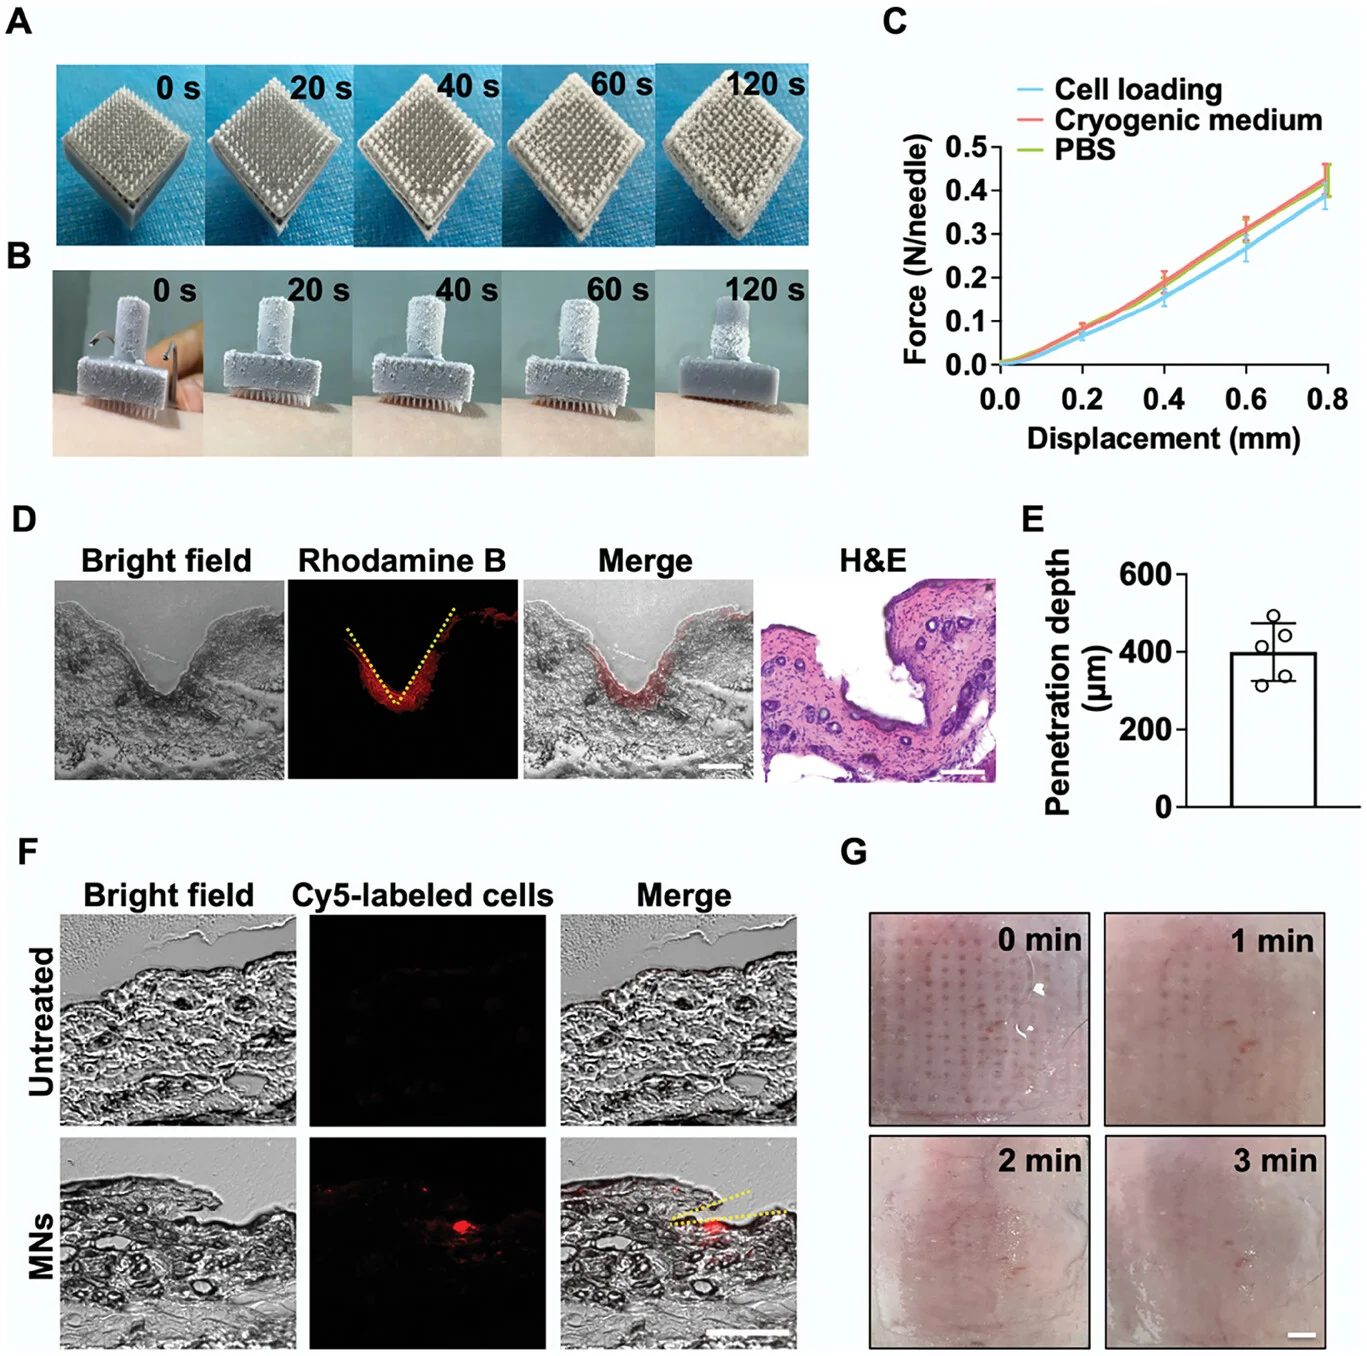 A
0 s
20 s
40 s
60 s
120 s
B
0 s
20 s
40 s
60 s
120 s
C
Cell loading
Cryogenic medium
PBS
Force (N/needle)
0.5
0.4
0.3
0.2
0.1
0.0
0.0 0.2 0.4 0.6 0.8
Displacement (mm)
D
Bright field
Rhodamine B
Merge
H&E
E
Penetration depth
(μm)
600
400
200
0
F
Bright field
Cy5-labeled cells
Merge
Untreated
MNs
G
0 min
1 min
2 min
3 min